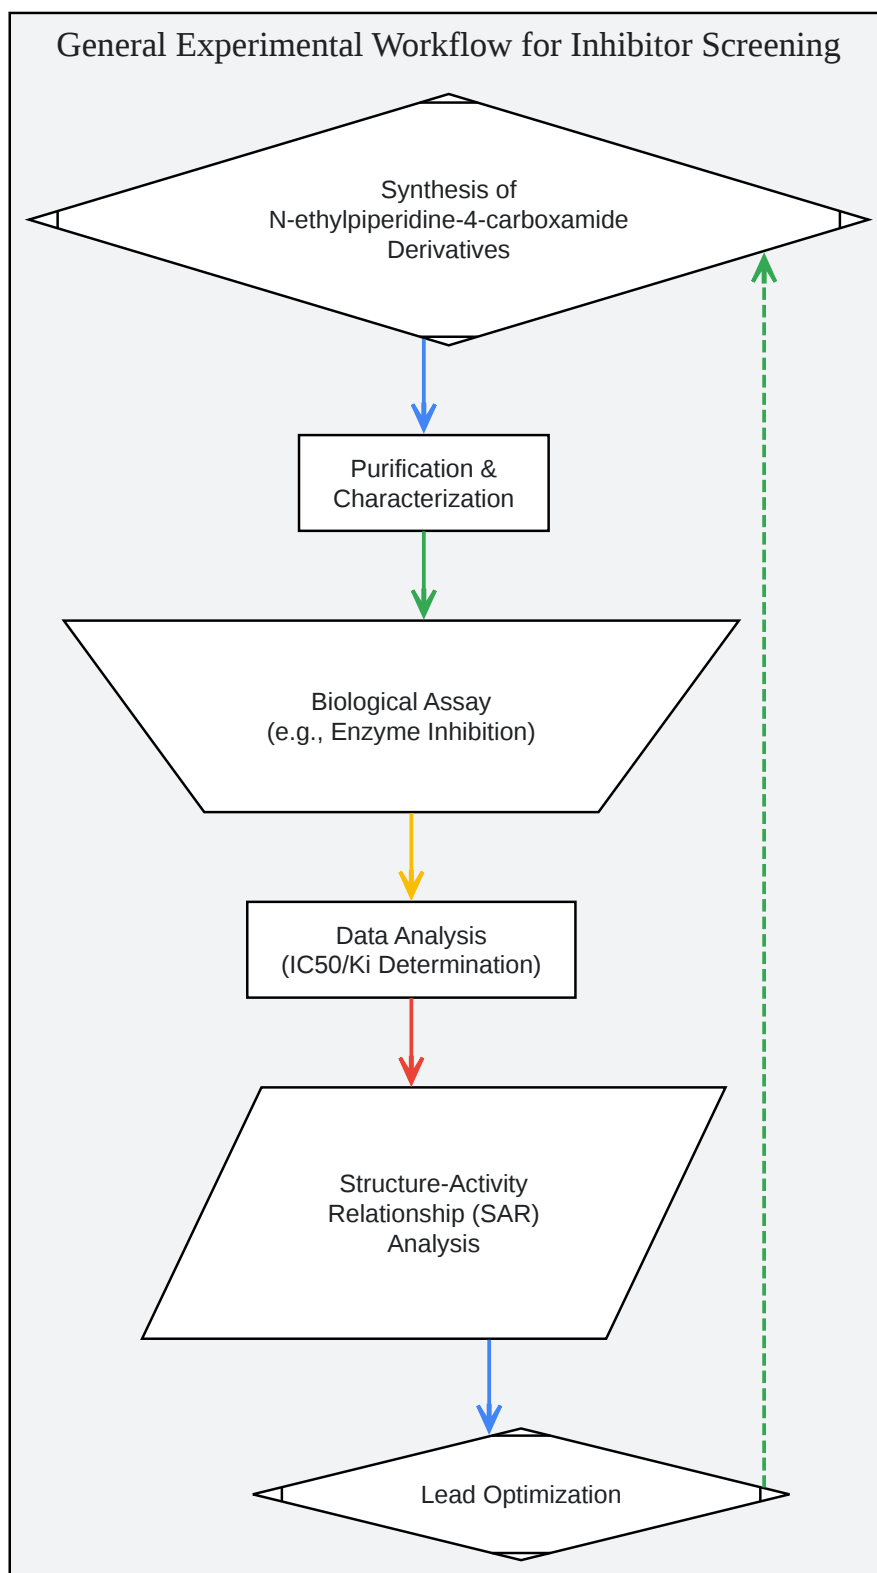 General Experimental Workflow for Inhibitor Screening
Synthesis of
N-ethylpiperidine-4-carboxamide
Derivatives
Purification &
Characterization
Biological Assay
(e.g., Enzyme Inhibition)
Data Analysis
(IC50/Ki Determination)
Structure-Activity
Relationship (SAR)
Analysis
Lead Optimization